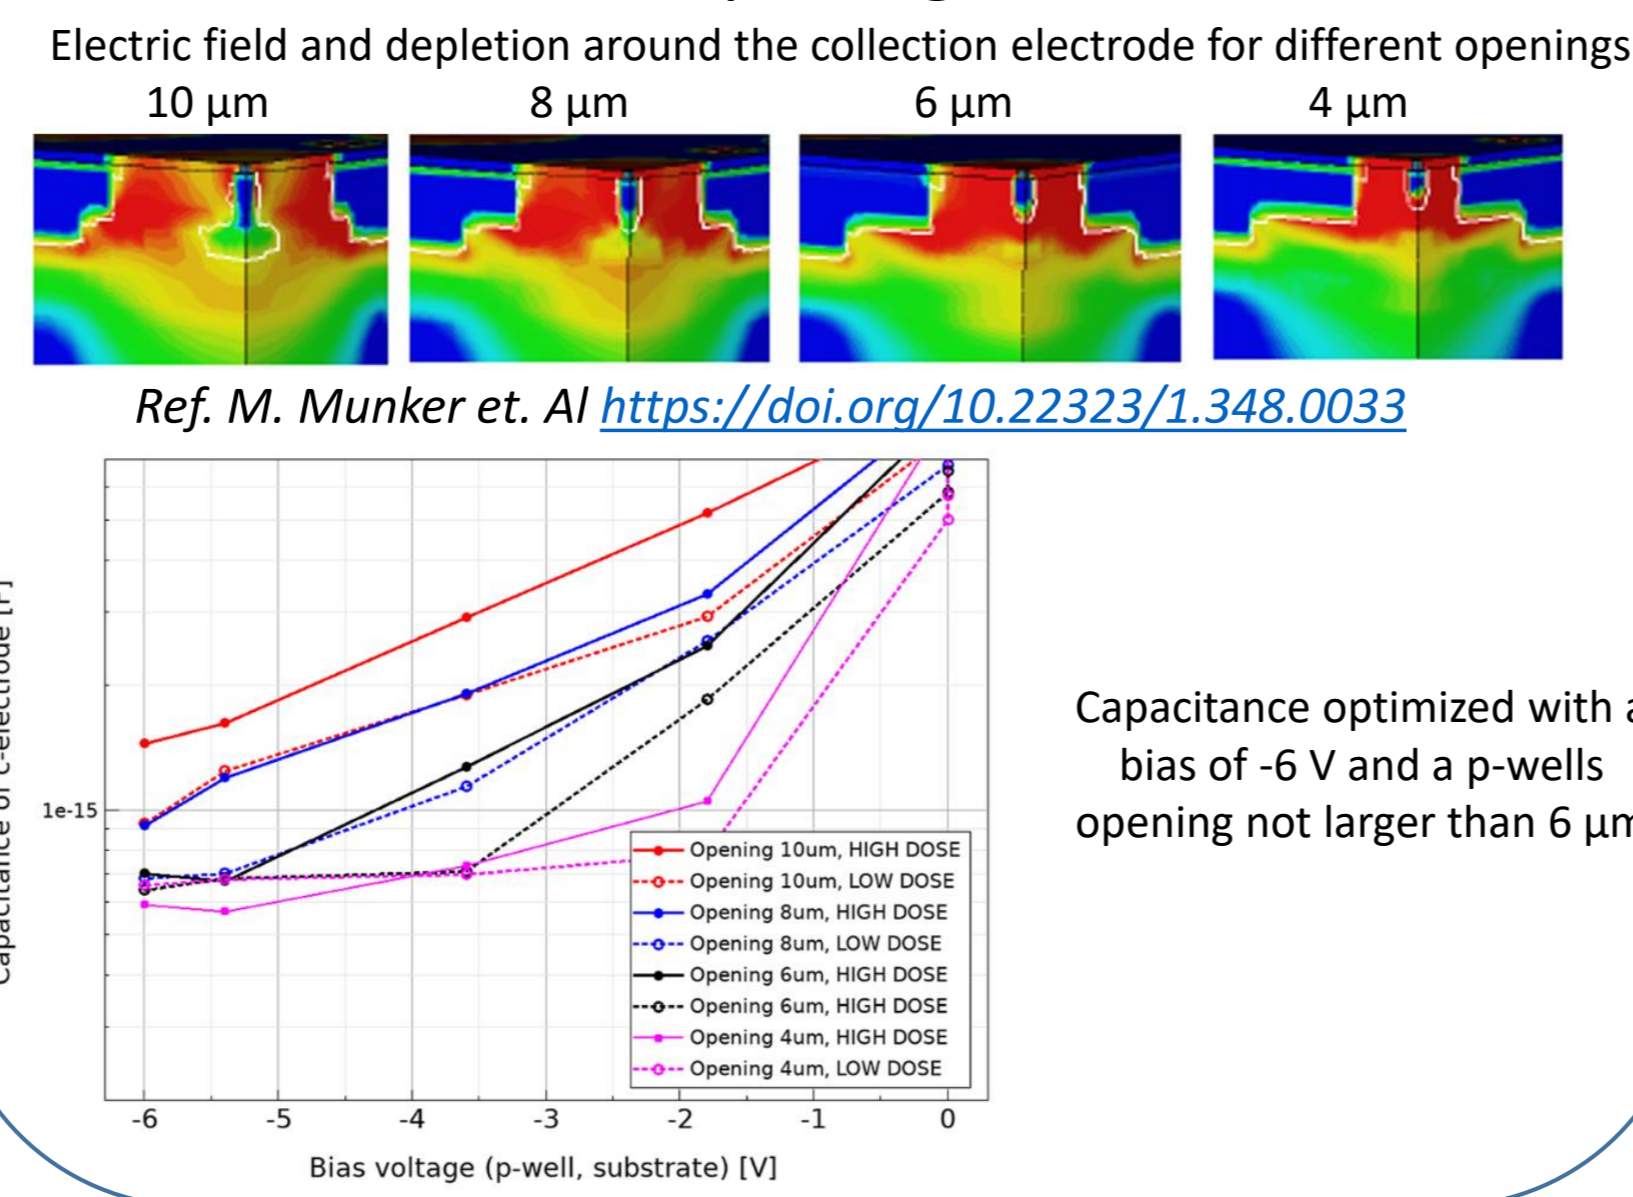 Electric field and depletion around the collection electrode for different openings
10 µm 8 µm 6 µm 4 µm
Ref. M. Munker et. Al https://doi.org/10.22323/1.348.0033
Capacitance of c-electrode [F]
1e-15
Opening 10um, HIGH DOSE
Opening 10um, LOW DOSE
Opening 8um, HIGH DOSE
Opening 8um, LOW DOSE
Opening 6um, HIGH DOSE
Opening 6um, HIGH DOSE
Opening 4um, HIGH DOSE
Opening 4um, LOW DOSE
-6 -5 -4 -3 -2 -1 0
Bias voltage (p-well, substrate) [V]
Capacitance optimized with a
bias of -6 V and a p-wells
opening not larger than 6 µm